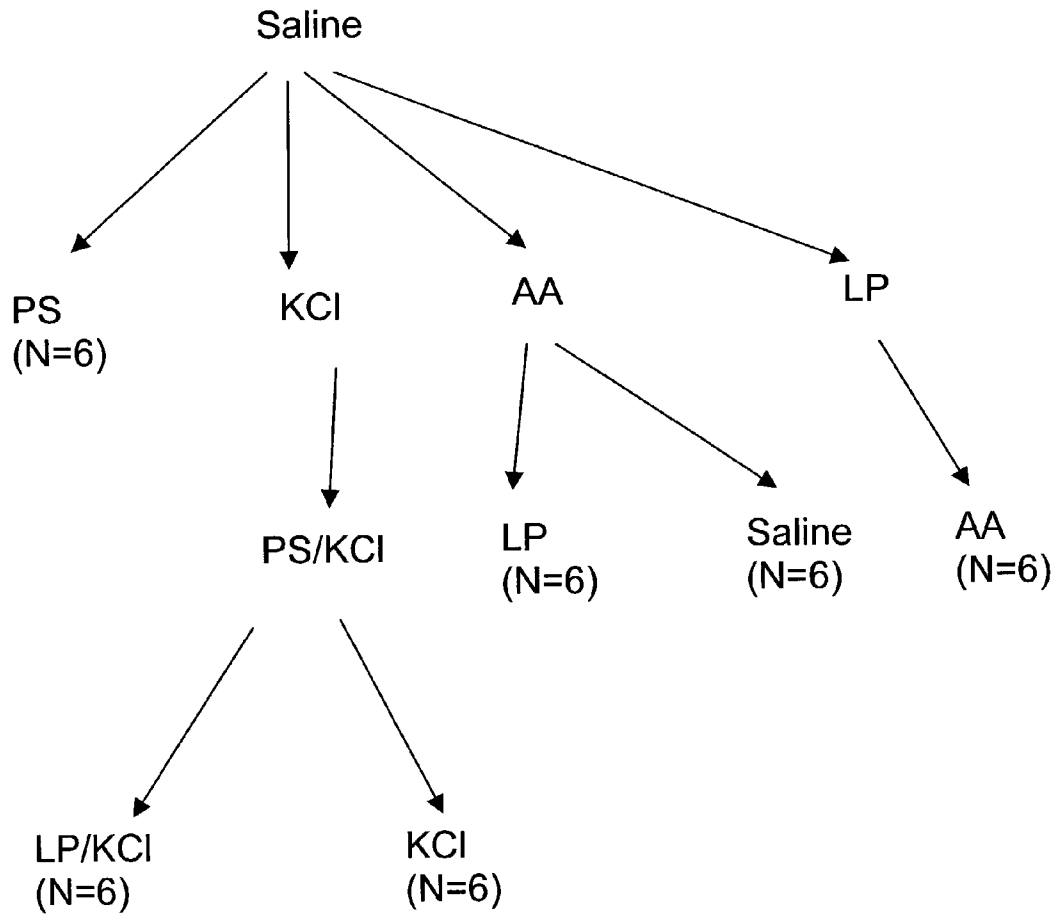 Saline
PS
(N=6)
KCl
AA
LP
PS/KCl
LP
(N=6)
Saline
(N=6)
AA
(N=6)
LP/KCl
(N=6)
KCl
(N=6)